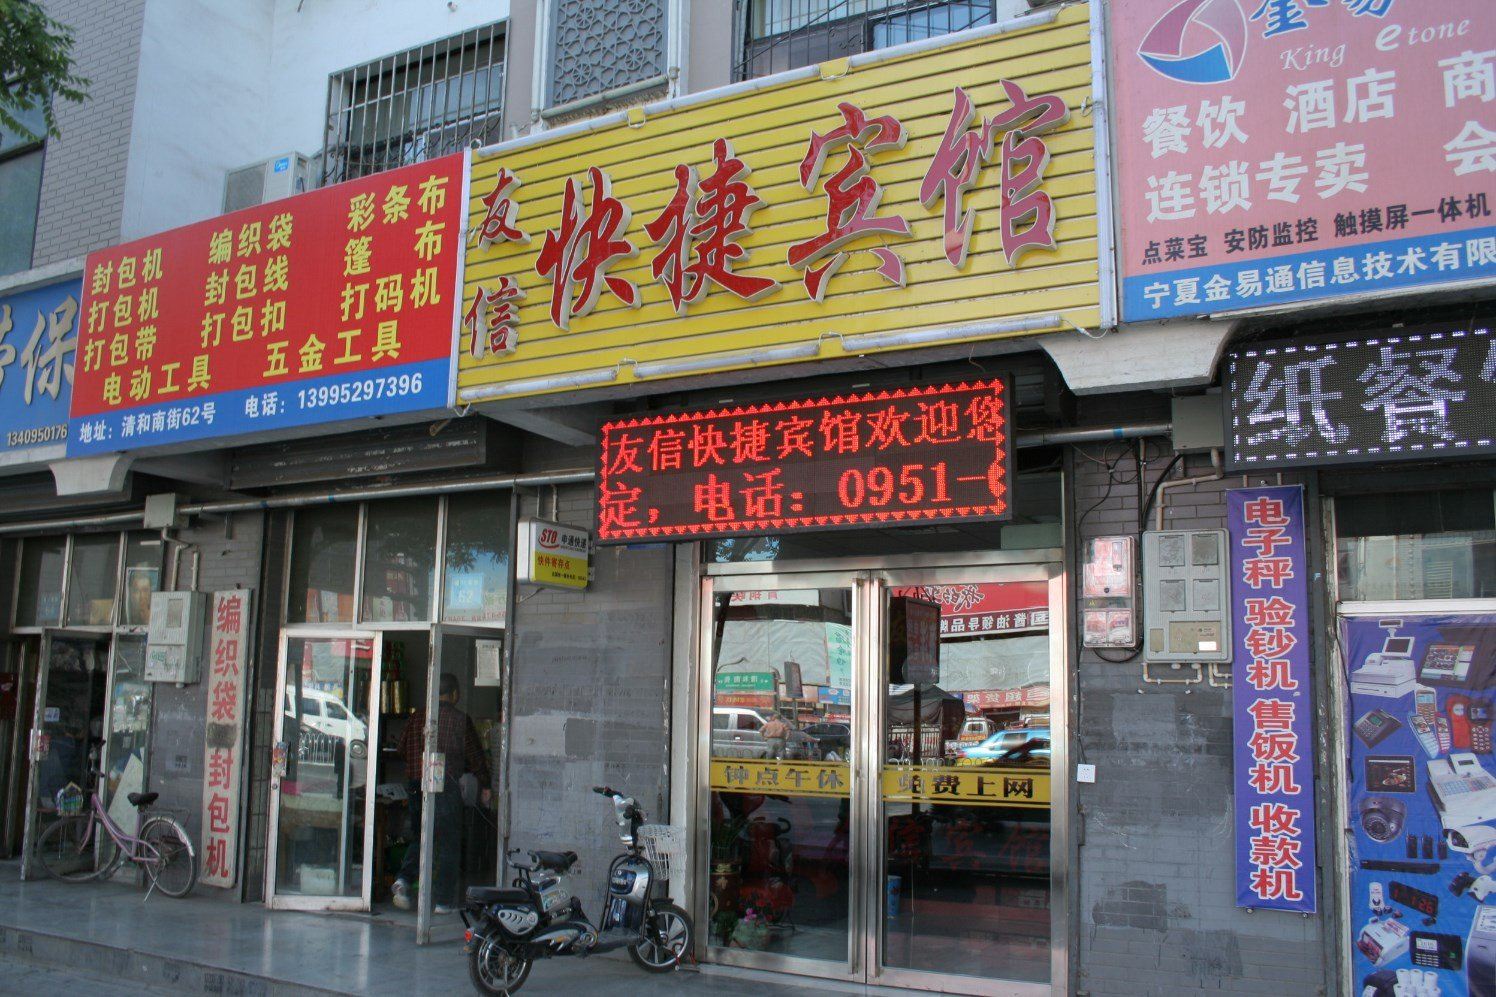 保
1340950176
封包机 编织袋 彩条布
打包机 封包线 篷布
打包带 打包扣 打码机
电动工具 五金工具
地址：清和南街62号 电话：13995297396
友信
快捷宾馆
King etone
餐饮 酒店 商
连锁专卖 会
点菜宝 安防监控 触摸屏一体机
宁夏金易通信息技术有限
友信快捷宾馆欢迎您
定，电话：0951-
纸餐
STO 申通快递
快件寄存点
编织袋封包机
钟点午休 免费上网
电子秤 验钞机 售饭机 收款机